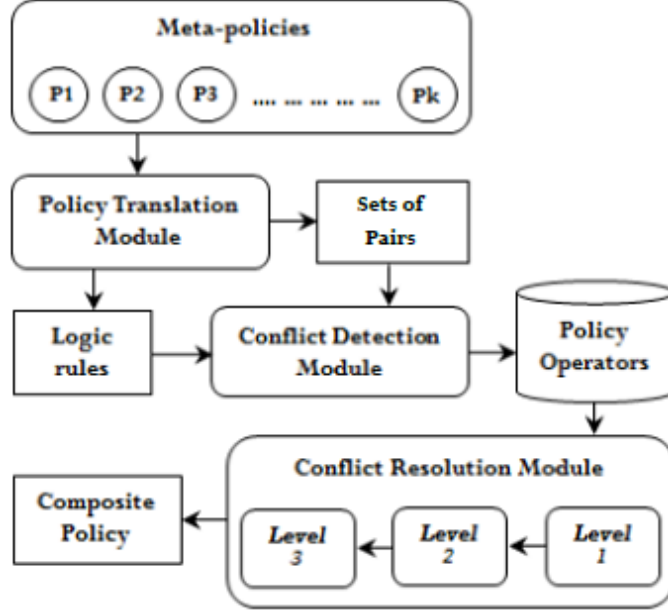 Meta-policies
P1 P2 P3 .... ... ... ... ... Pk
Policy Translation
Module
Sets of
Pairs
Logic
rules
Conflict Detection
Module
Policy
Operators
Conflict Resolution Module
Composite
Policy
Level
3
Level
2
Level
1